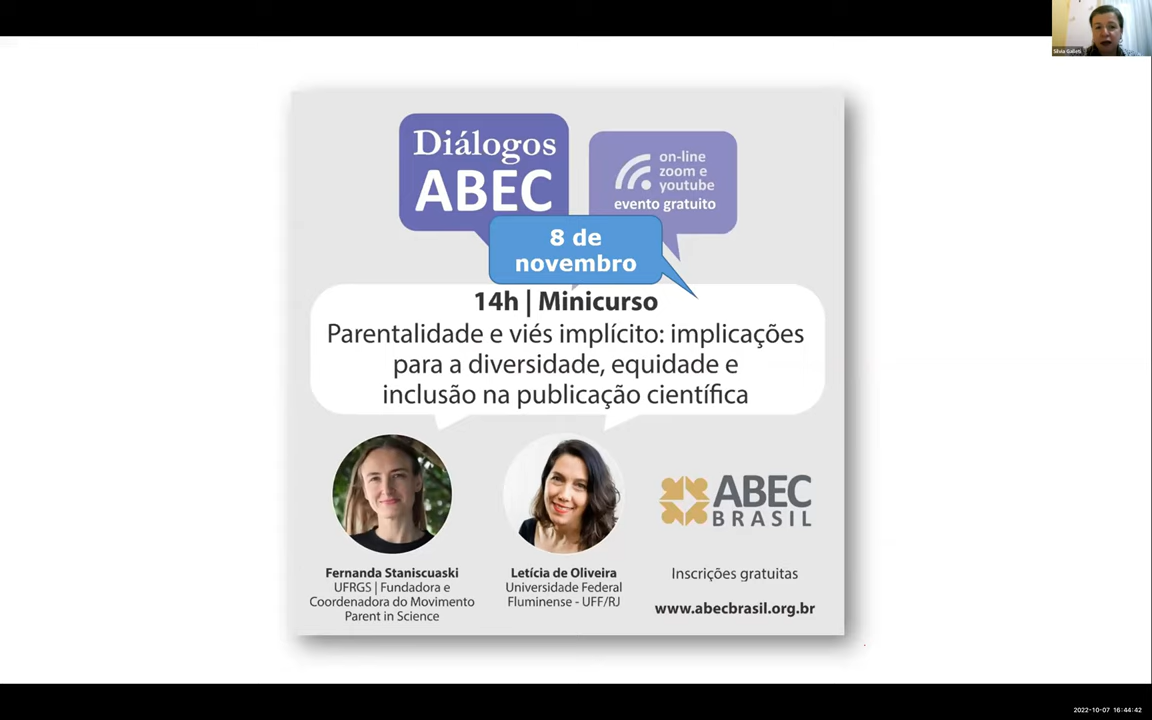 Silvia Galleti
Diálogos
ABEC
on-line
zoom e
youtube
evento gratuito
8 de
novembro
14h | Minicurso
Parentalidade e viés implícito: implicações
para a diversidade, equidade e
inclusão na publicação científica
Fernanda Staniscuaski
UFRGS | Fundadora e
Coordenadora do Movimento
Parent in Science
Letícia de Oliveira
Universidade Federal
Fluminense - UFF/RJ
ABEC
BRASIL
Inscrições gratuitas
www.abecbrasil.org.br
2022-10-07 16:44:42